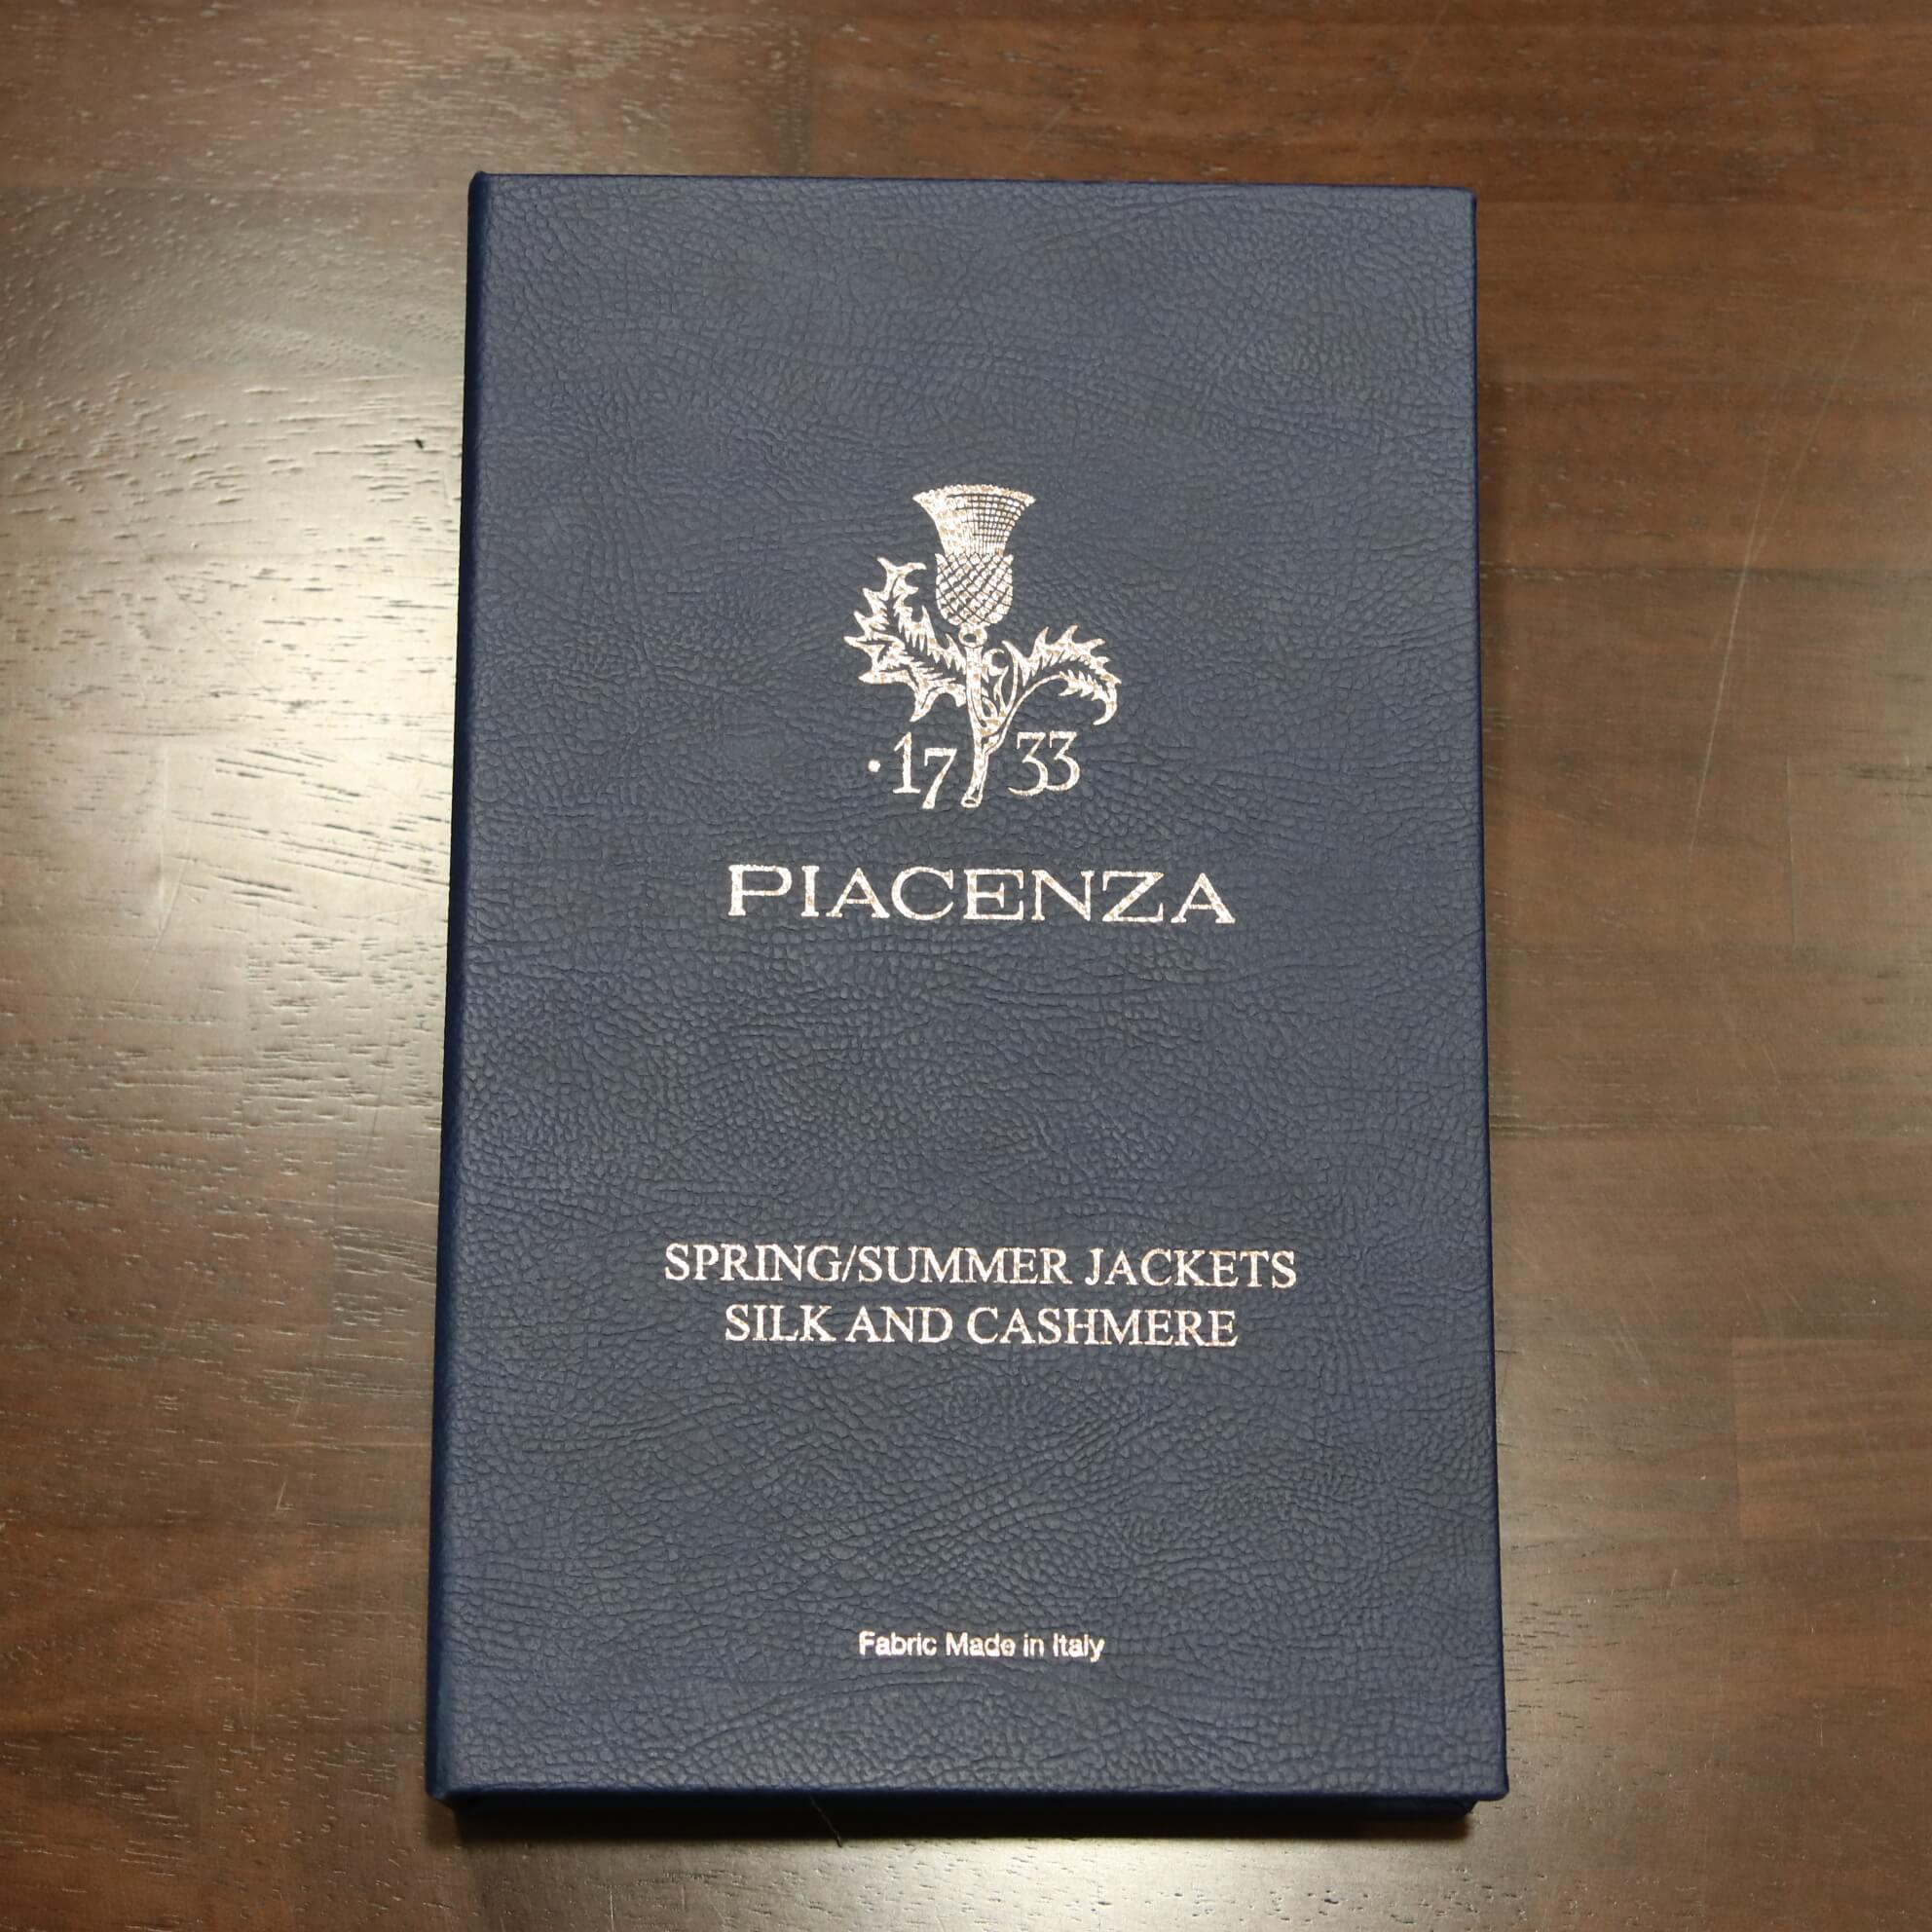 ·17 33
PIACENZA
SPRING/SUMMER JACKETS
SILK AND CASHMERE
Fabric Made in Italy